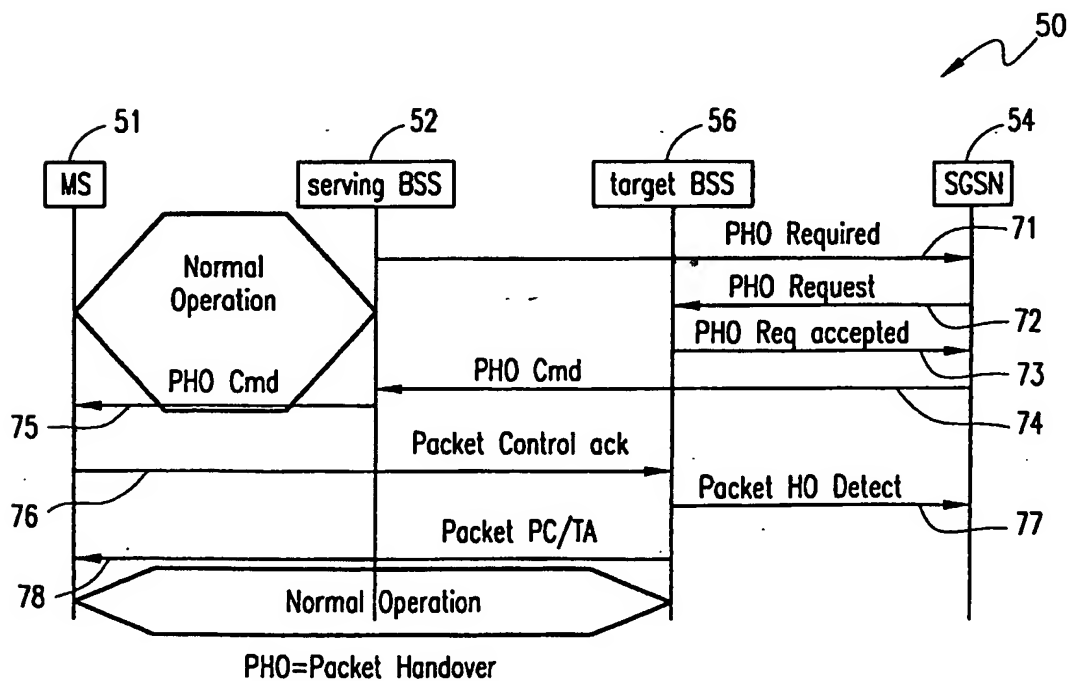 50
51
52
56
54
MS
serving BSS
target BSS
SGSN
PHO Required
71
Normal
Operation
PHO Request
72
PHO Req accepted
73
PHO Cmd
PHO Cmd
75
74
Packet Control ack
76
Packet HO Detect
77
Packet PC/TA
78
Normal Operation
PHO=Packet Handover